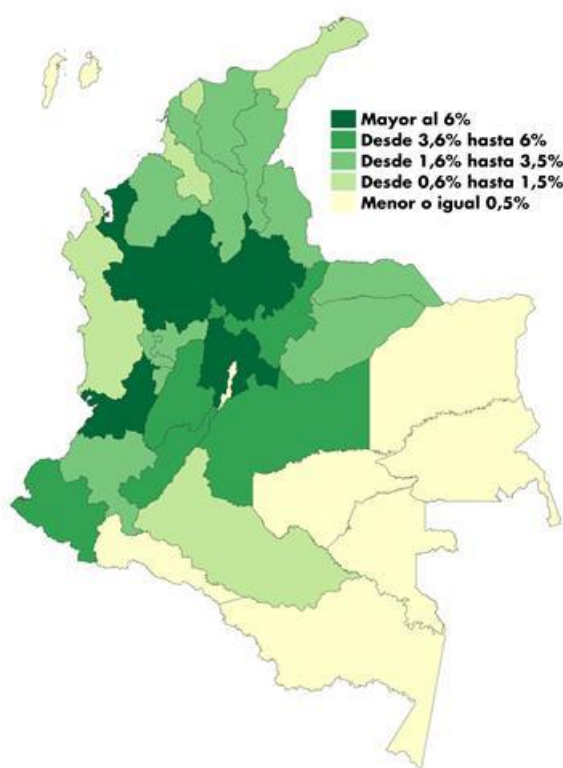 Mayor al 6%
Desde 3,6% hasta 6%
Desde 1,6% hasta 3,5%
Desde 0,6% hasta 1,5%
Menor o igual 0,5%